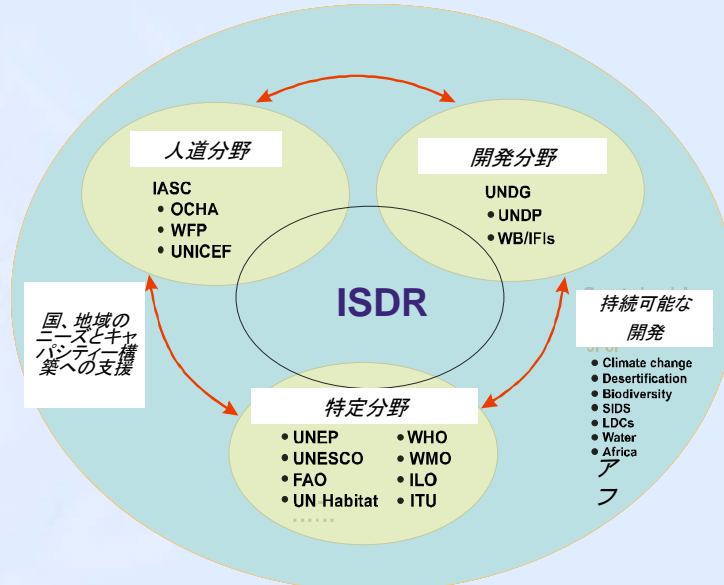 人道分野
IASC
• OCHA
• WFP
• UNICEF
開発分野
UNDG
• UNDP
• WB/IFIs
ISDR
国、地域の
ニーズとキャ
パシティー構
築への支援
持続可能な
開発
• Climate change
• Desertification
• Biodiversity
• SIDS
• LDCs
• Water
• Africa
ア
フ
特定分野
• UNEP
• UNESCO
• FAO
• UN-Habitat
......
• WHO
• WMO
• ILO
• ITU